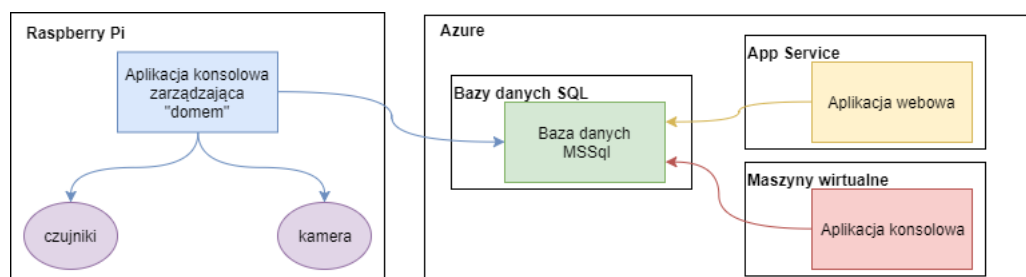 Raspberry Pi
Aplikacja konsolowa
zarządzająca
"domem"
czujniki
kamera
Azure
Bazy danych SQL
Baza danych
MSSql
App Service
Aplikacja webowa
Maszyny wirtualne
Aplikacja konsolowa